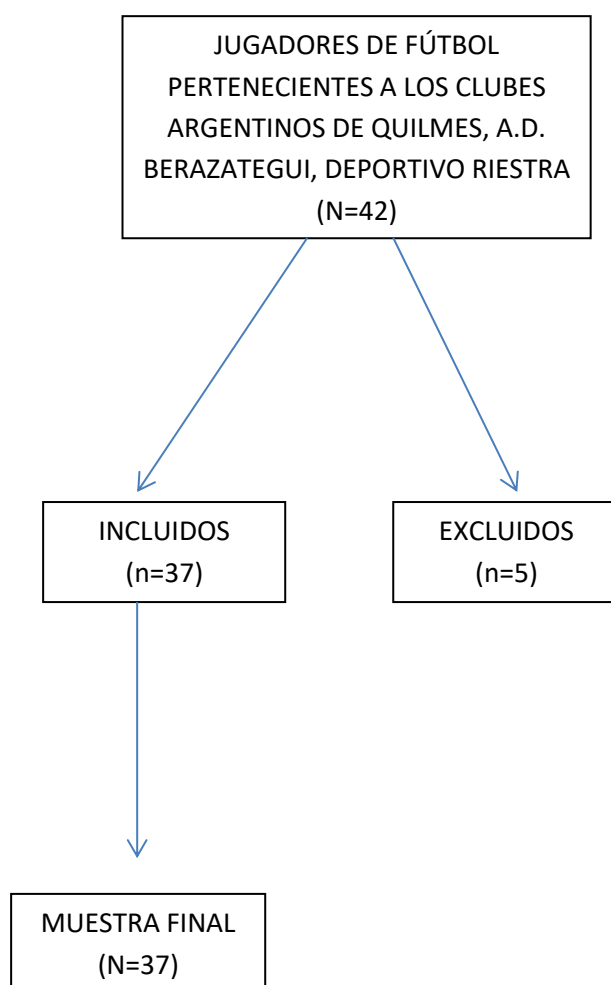 JUGADORES DE FÚTBOL
PERTENECIENTES A LOS CLUBES
ARGENTINOS DE QUILMES, A.D.
BERAZATEGUI, DEPORTIVO RIESTRA
(N=42)
INCLUIDOS
(n=37)
EXCLUIDOS
(n=5)
MUESTRA FINAL
(N=37)